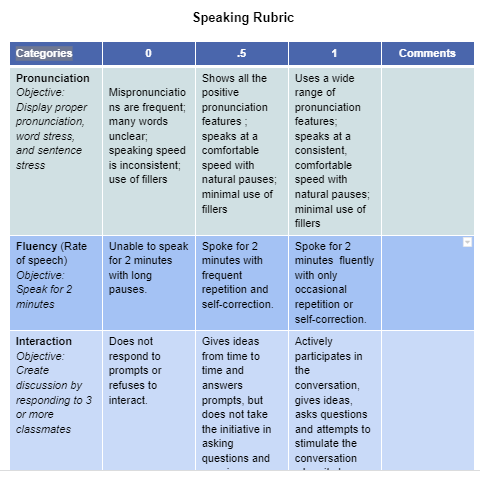 Speaking Rubric
Categories
0
.5
1
Comments
Pronunciation
Objective:
Display proper
pronunciation,
word stress,
and sentence
stress
Mispronunciatio
ns are frequent;
many words
unclear;
speaking speed
is inconsistent;
use of fillers
Shows all the
positive
pronunciation
features ;
speaks at a
comfortable
speed with
natural pauses;
minimal use of
fillers
Uses a wide
range of
pronunciation
features;
speaks at a
consistent,
comfortable
speed with
natural pauses;
minimal use of
fillers
Fluency (Rate
of speech)
Objective:
Speak for 2
minutes
Unable to speak
for 2 minutes
with long
pauses.
Spoke for 2
minutes with
frequent
repetition and
self-correction.
Spoke for 2
minutes fluently
with only
occasional
repetition or
self-correction.
Interaction
Objective:
Create
discussion by
responding to 3
or more
classmates
Does not
respond to
prompts or
refuses to
interact.
Gives ideas
from time to
time and
answers
prompts, but
does not take
the initiative in
asking
questions and
Actively
participates in
the
conversation,
gives ideas,
asks questions
and attempts to
stimulate the
conversation